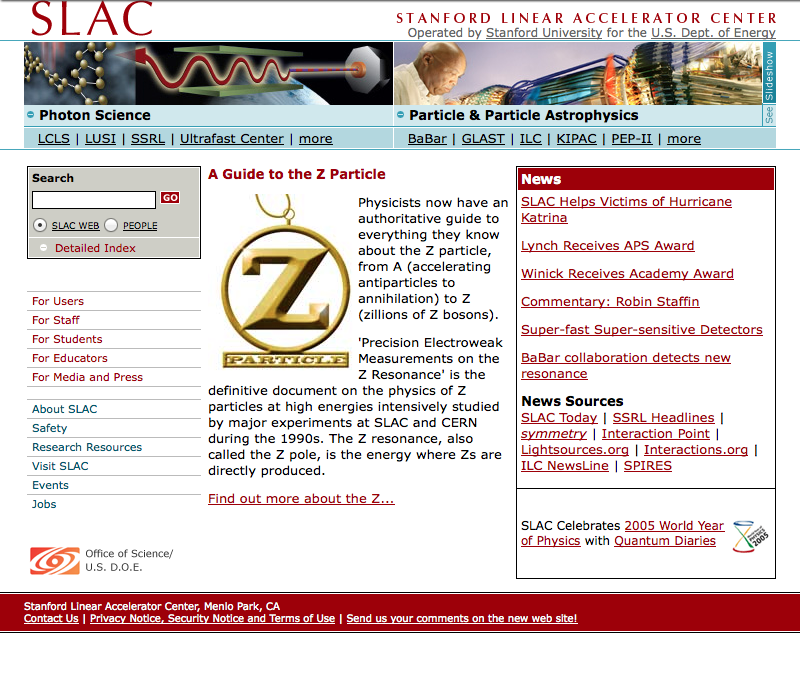 SLAC
STANFORD LINEAR ACCELERATOR CENTER
Operated by Stanford University for the U.S. Dept. of Energy
See Slideshow
Photon Science
LCLS | LUSI | SSRL | Ultrafast Center | more
Particle & Particle Astrophysics
BaBar | GLAST | ILC | KIPAC | PEP-II | more
Search
GO
SLAC WEB PEOPLE
Detailed Index
For Users
For Staff
For Students
For Educators
For Media and Press
About SLAC
Safety
Research Resources
Visit SLAC
Events
Jobs
Office of Science/
U.S. D.O.E.
A Guide to the Z Particle
Z
PARTICLE
Physicists now have an
authoritative guide to
everything they know
about the Z particle,
from A (accelerating
antiparticles to
annihilation) to Z
(zillions of Z bosons).
'Precision Electroweak
Measurements on the
Z Resonance' is the
definitive document on the physics of Z
particles at high energies intensively studied
by major experiments at SLAC and CERN
during the 1990s. The Z resonance, also
called the Z pole, is the energy where Zs are
directly produced.
Find out more about the Z...
News
SLAC Helps Victims of Hurricane
Katrina
Lynch Receives APS Award
Winick Receives Academy Award
Commentary: Robin Staffin
Super-fast Super-sensitive Detectors
BaBar collaboration detects new
resonance
News Sources
SLAC Today | SSRL Headlines |
symmetry | Interaction Point |
Lightsources.org | Interactions.org |
ILC NewsLine | SPIRES
SLAC Celebrates 2005 World Year
of Physics with Quantum Diaries
2005
Stanford Linear Accelerator Center, Menlo Park, CA
Contact Us | Privacy Notice, Security Notice and Terms of Use | Send us your comments on the new web site!